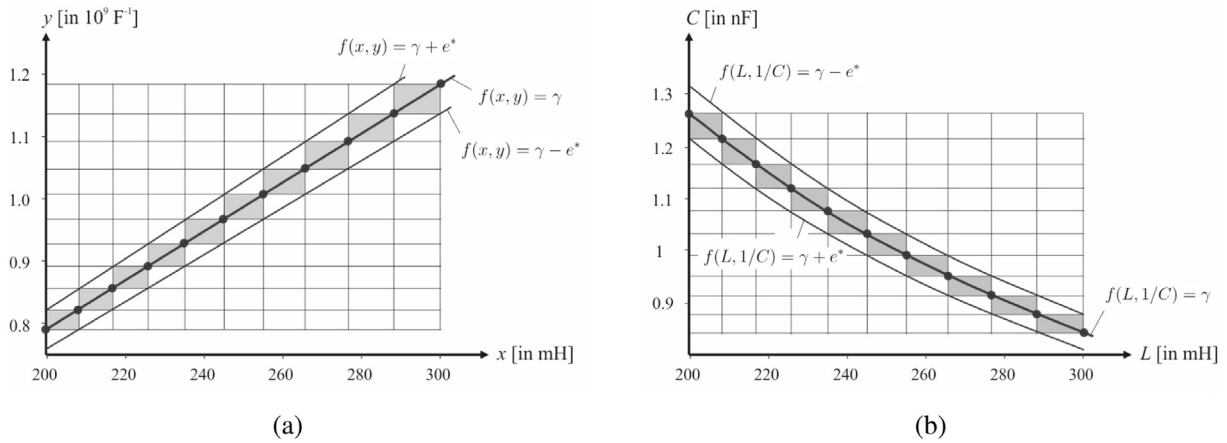 y [in 10⁹ F⁻¹]
f(x, y) = γ + e*
f(x, y) = γ
f(x, y) = γ − e*
1.2
1.1
1.0
0.9
0.8
200 220 240 260 280 300
x [in mH]
(a)
C [in nF]
f(L, 1/C) = γ − e*
1.3
1.2
1.1
1
0.9
f(L, 1/C) = γ + e*
f(L, 1/C) = γ
200 220 240 260 280 300
L [in mH]
(b)